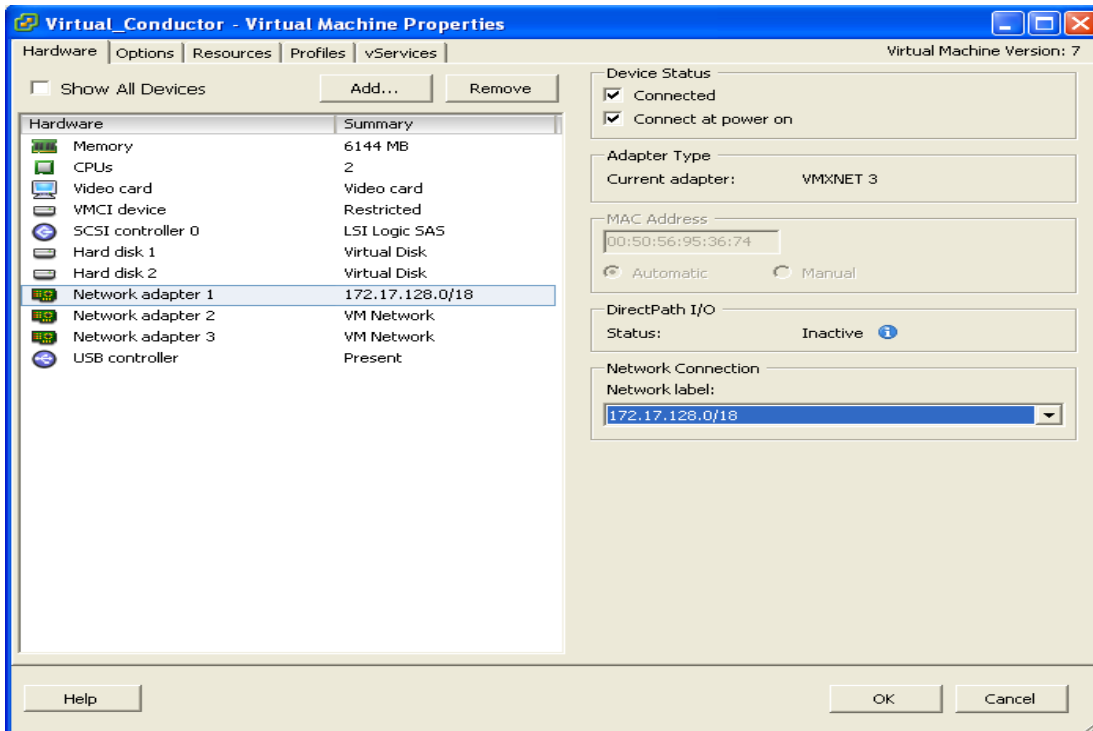 Virtual_Conductor - Virtual Machine Properties
Hardware Options Resources Profiles vServices Virtual Machine Version: 7
Show All Devices Add... Remove
Hardware Summary
Memory 6144 MB
CPUs 2
Video card Video card
VMCI device Restricted
SCSI controller 0 LSI Logic SAS
Hard disk 1 Virtual Disk
Hard disk 2 Virtual Disk
Network adapter 1 172.17.128.0/18
Network adapter 2 VM Network
Network adapter 3 VM Network
USB controller Present
Device Status
Connected
Connect at power on
Adapter Type
Current adapter: VMXNET 3
MAC Address
00:50:56:95:36:74
Automatic Manual
DirectPath I/O
Status: Inactive
Network Connection
Network label:
172.17.128.0/18
Help OK Cancel